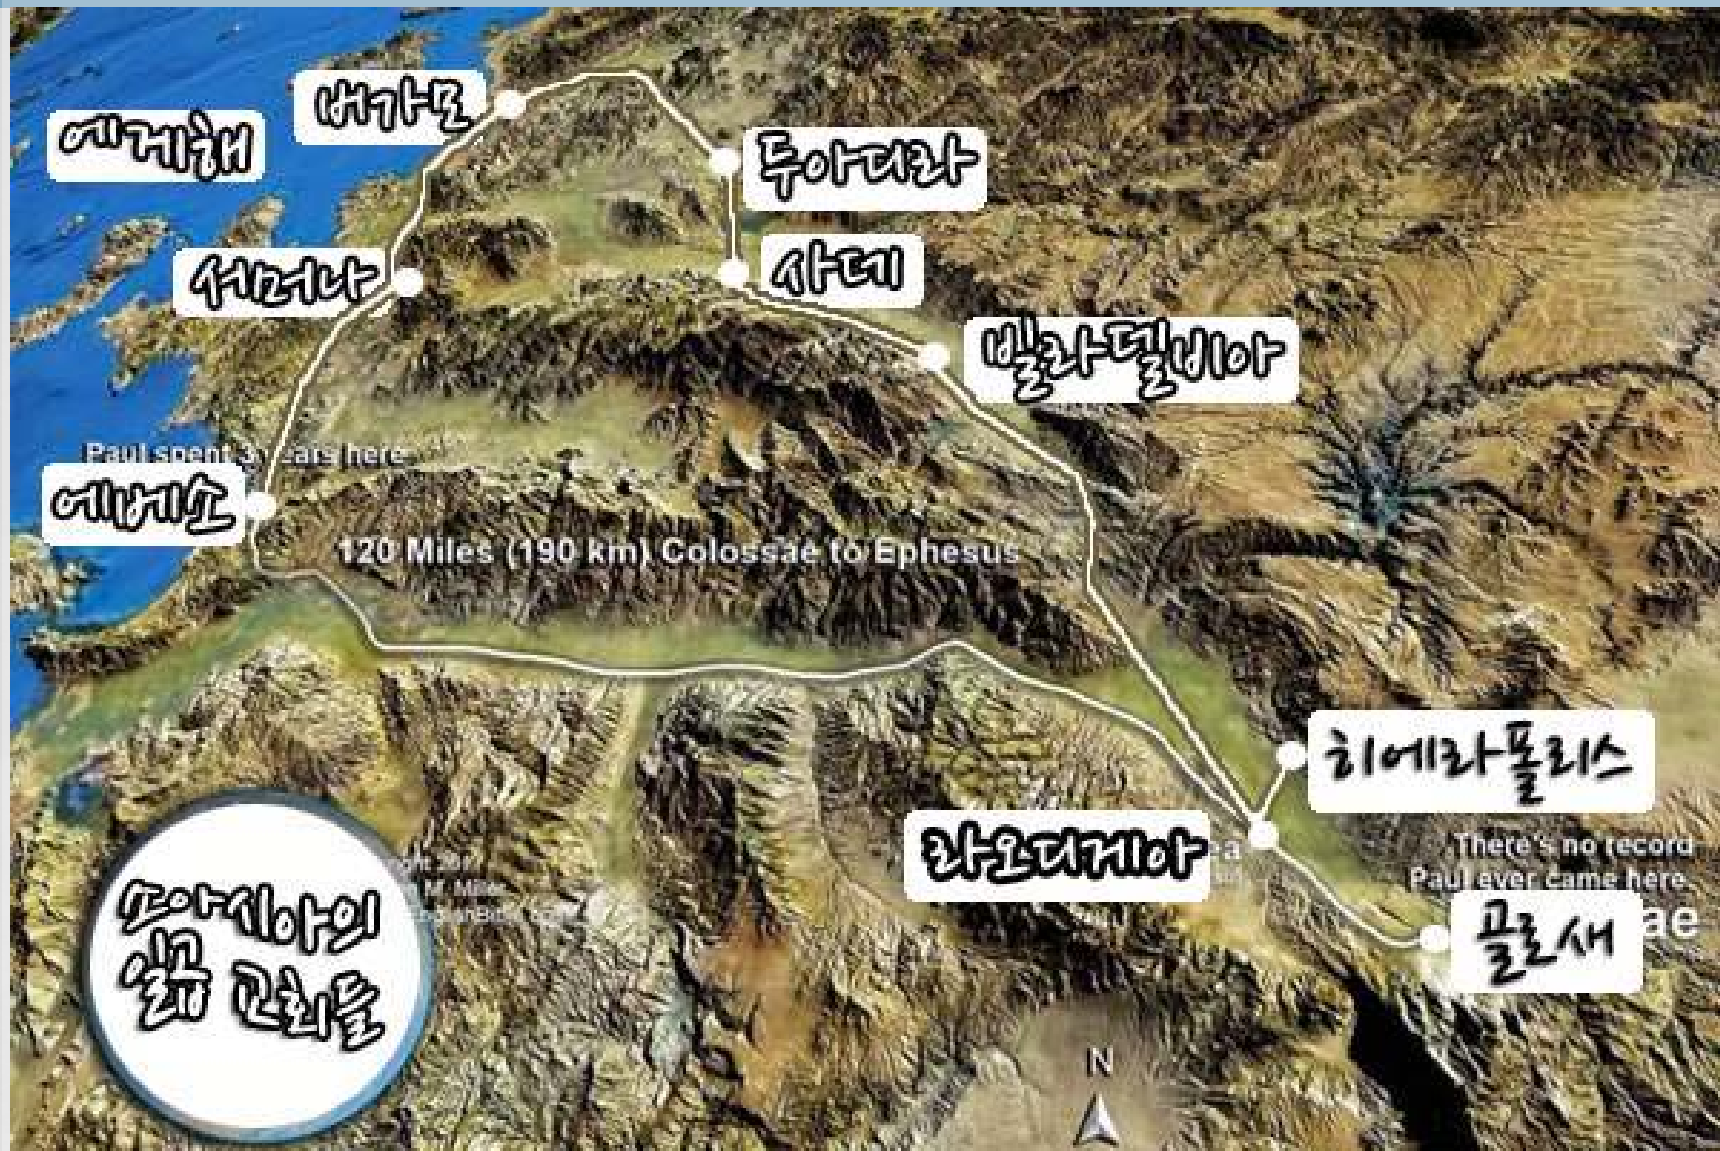 버가모
에게해
두아디라
서머나
사데
빌라델비아
Paul spent 3 ears here
에베소
120 Miles (190 km) Colossae to Ephesus
히에라폴리스
라오디게아
There's no record
Paul ever came here.
골로새
ae
소아시아의
일곱 교회들
N